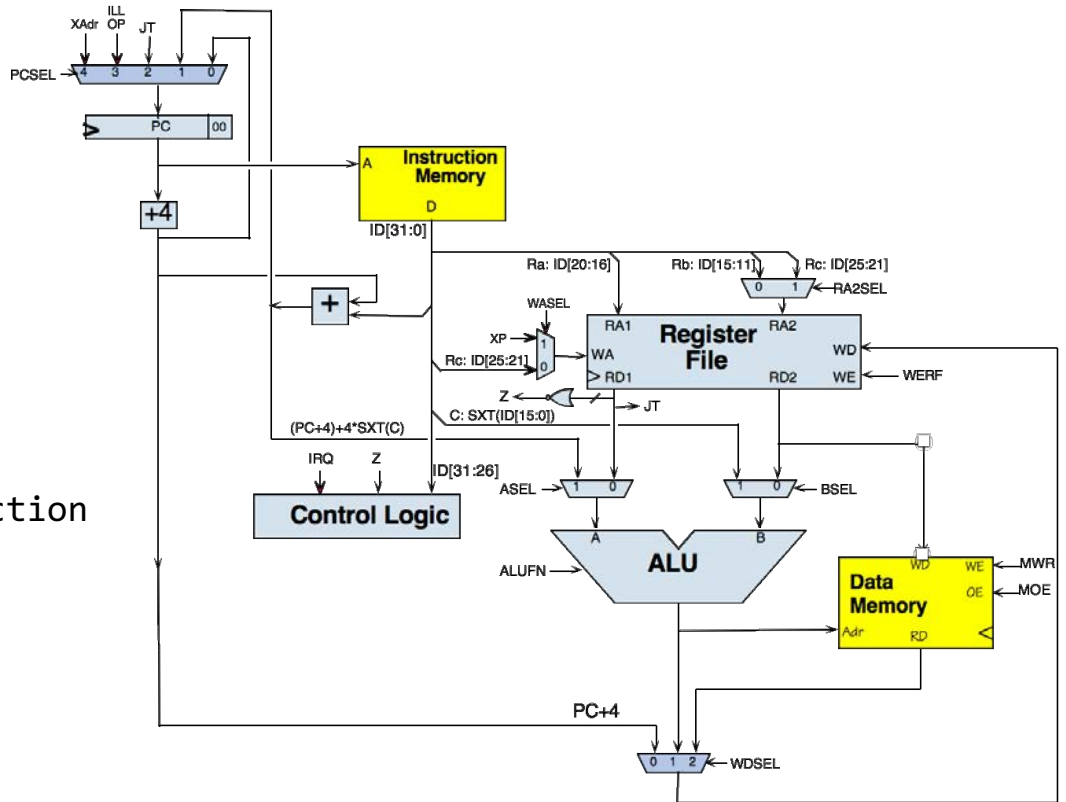 ILL
XAdr OP JT
PCSEL 4 3 2 1 0
PC 00
A Instruction
Memory
D
+4
ID[31:0]
Ra: ID[20:16] Rb: ID[15:11] Rc: ID[25:21]
0 1 RA2SEL
+
WASEL
XP 1
Rc: ID[25:21] 0
RA1 RA2
Register
File
WA WD
RD1 RD2 WE WERF
Z JT
C: SXT(ID[15:0])
(PC+4)+4*SXT(C)
IRQ Z ID[31:26]
ASEL 1 0 1 0 BSEL
ction
Control Logic
A B
ALU
ALUFN
WD WE MWR
OE MOE
Data
Memory
Adr RD
PC+4
0 1 2 WDSEL